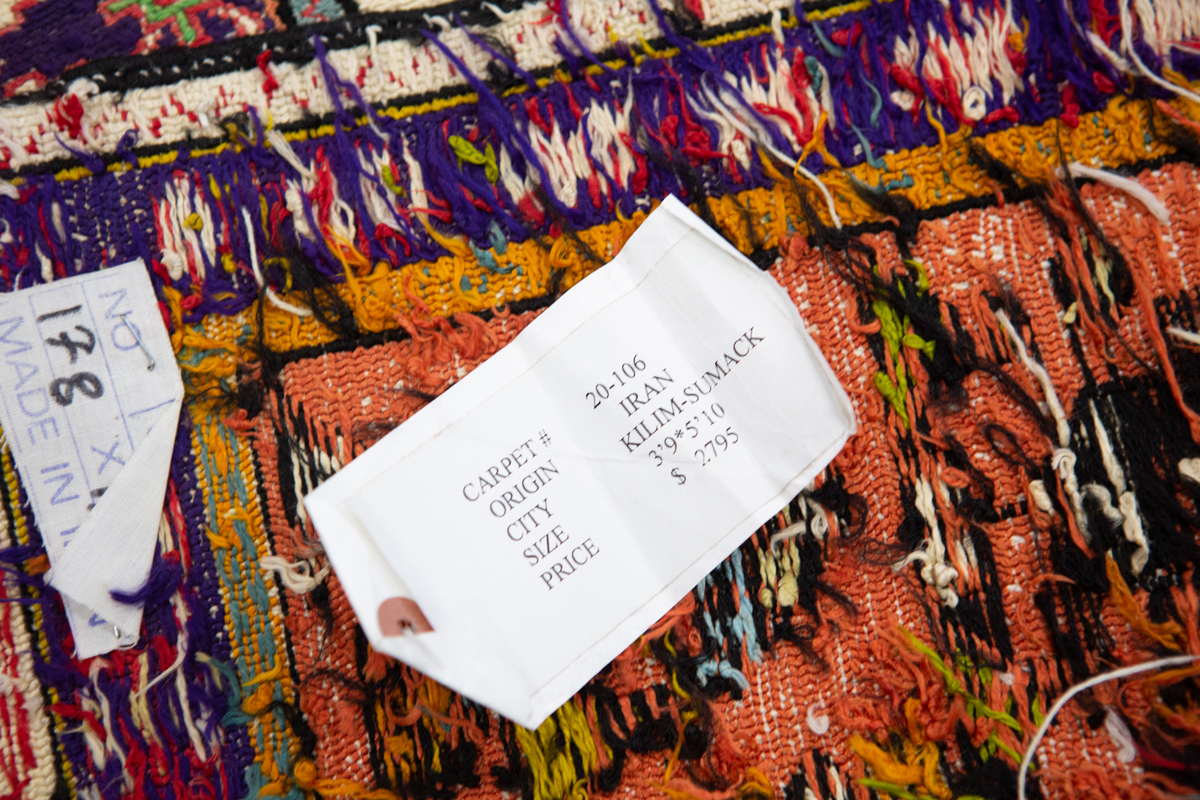 NO
178 X
MADE IN
CARPET # 20-106
ORIGIN IRAN
CITY KILIM-SUMACK
SIZE 3'9*5'10
PRICE $ 2795